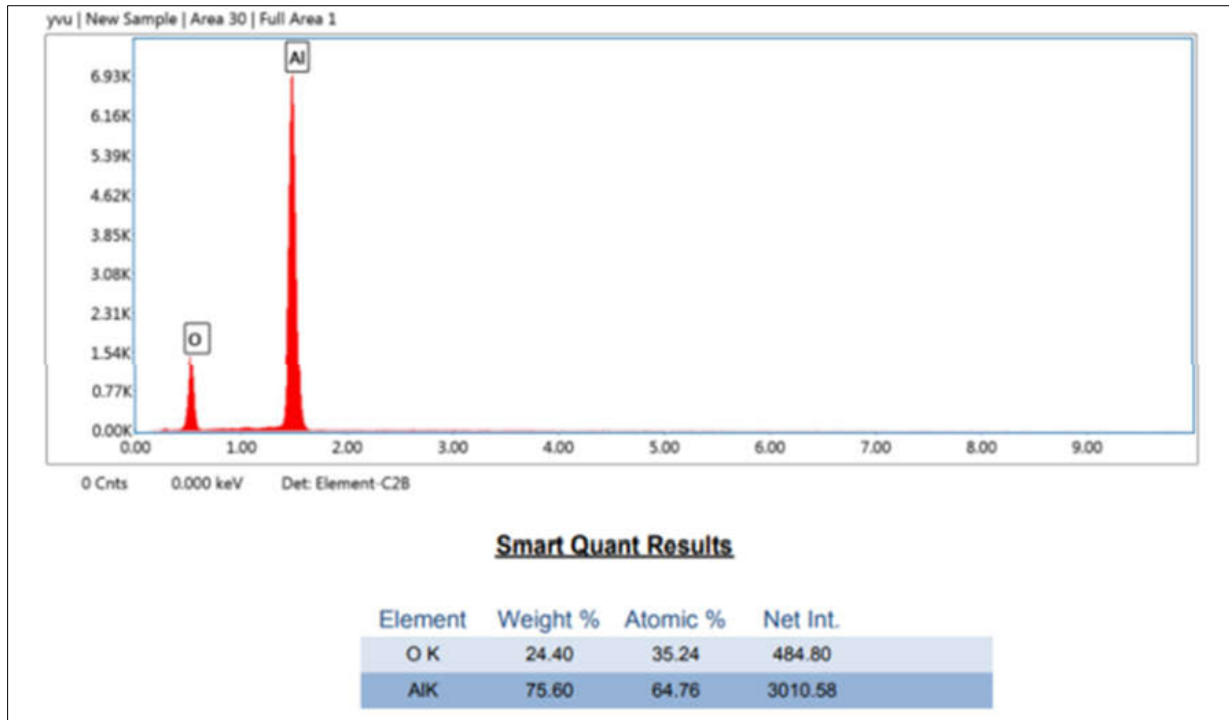 yvu | New Sample | Area 30 | Full Area 1
Al
6.93K
6.16K
5.39K
4.62K
3.85K
3.08K
2.31K
O
1.54K
0.77K
0.00K
0.00 1.00 2.00 3.00 4.00 5.00 6.00 7.00 8.00 9.00
0 Cnts 0.000 keV Det: Element-C2B
Smart Quant Results
Element Weight % Atomic % Net Int.
O K 24.40 35.24 484.80
AlK 75.60 64.76 3010.58